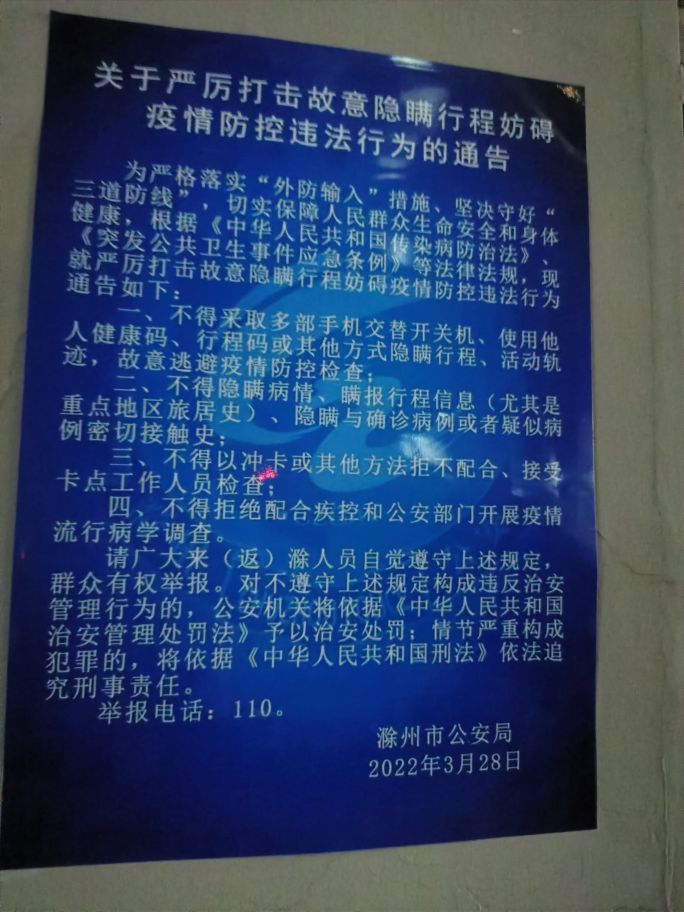 关于严厉打击故意隐瞒行程妨碍
疫情防控违法行为的通告
为严格落实“外防输入”措施、坚决守好“
三道防线”，切实保障人民群众生命安全和身体
健康，根据《中华人民共和国传染病防治法》、
《突发公共卫生事件应急条例》等法律法规，现
就严厉打击故意隐瞒行程妨碍疫情防控违法行为
通告如下：
一、不得采取多部手机交替开关机、使用他
人健康码、行程码或其他方式隐瞒行程、活动轨
迹，故意逃避疫情防控检查；
二、不得隐瞒病情、瞒报行程信息（尤其是
重点地区旅居史）、隐瞒与确诊病例或者疑似病
例密切接触史；
三、不得以冲卡或其他方法拒不配合、接受
卡点工作人员检查；
四、不得拒绝配合疾控和公安部门开展疫情
流行病学调查。
请广大来（返）滁人员自觉遵守上述规定，
群众有权举报。对不遵守上述规定构成违反治安
管理行为的，公安机关将依据《中华人民共和国
治安管理处罚法》予以治安处罚；情节严重构成
犯罪的，将依据《中华人民共和国刑法》依法追
究刑事责任。
举报电话：110。
滁州市公安局
2022年3月28日